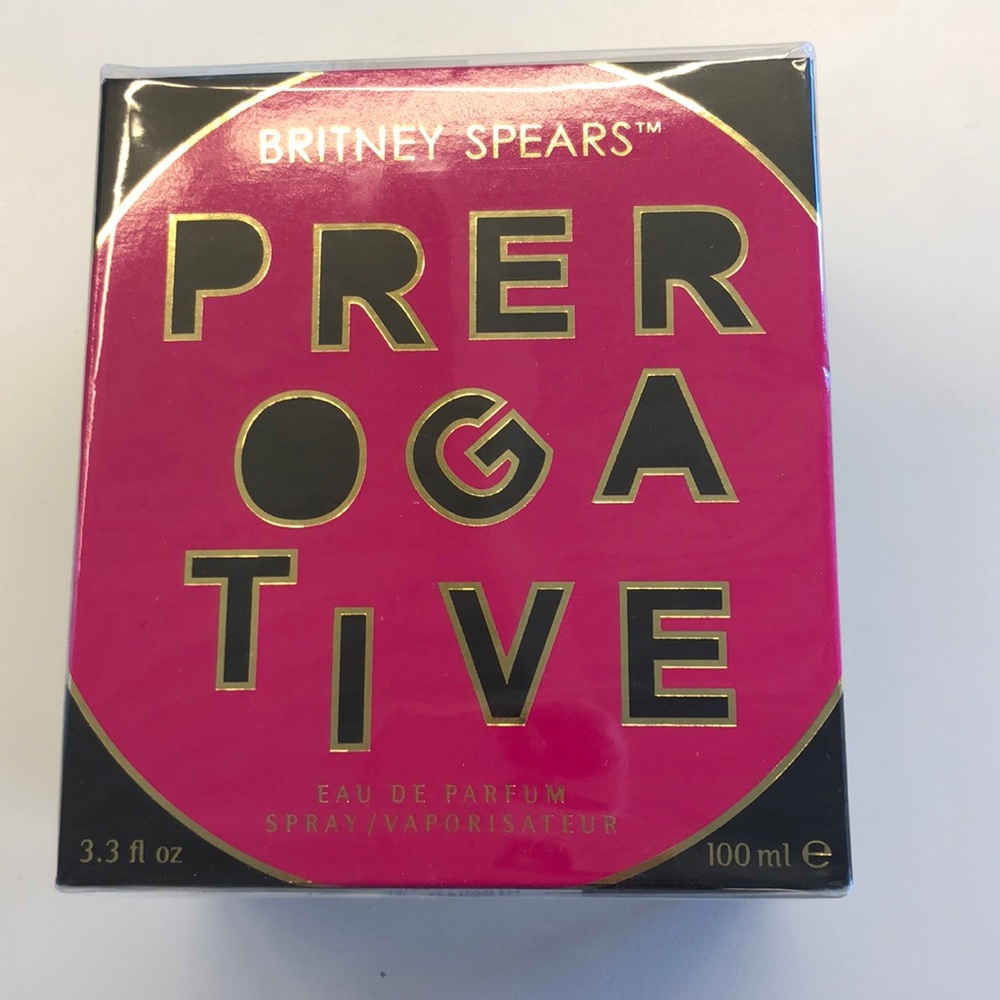 BRITNEY SPEARS™
PRER
OGA
TIVE
EAU DE PARFUM
SPRAY/VAPORISATEUR
3.3 fl oz
100 ml ℮